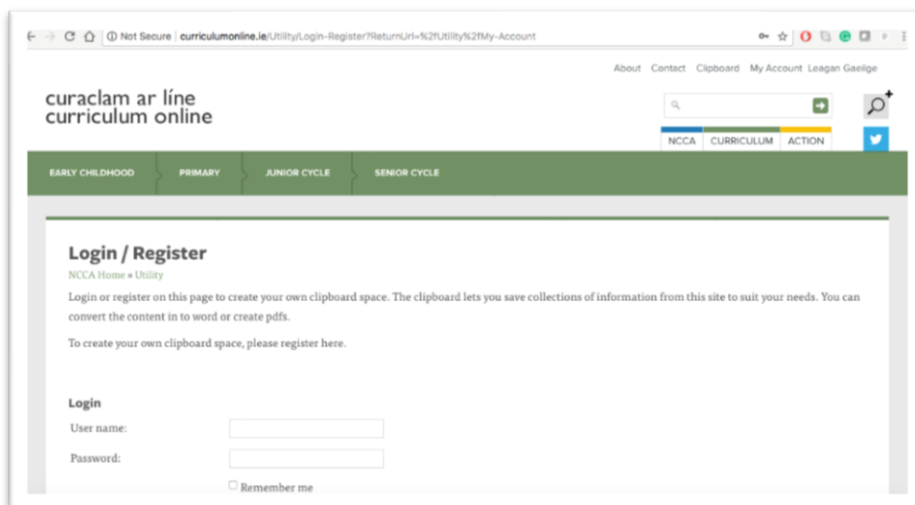 Not Secure | curriculumonline.ie/Utility/Login-Register?ReturnUrl=%2fUtility%2fMy-Account
About Contact Clipboard My Account Leagan Gaeilge
curaclam ar líne
curriculum online
NCCA CURRICULUM ACTION
EARLY CHILDHOOD PRIMARY JUNIOR CYCLE SENIOR CYCLE
Login / Register
NCCA Home » Utility
Login or register on this page to create your own clipboard space. The clipboard lets you save collections of information from this site to suit your needs. You can
convert the content in to word or create pdfs.
To create your own clipboard space, please register here.
Login
User name:
Password:
Remember me